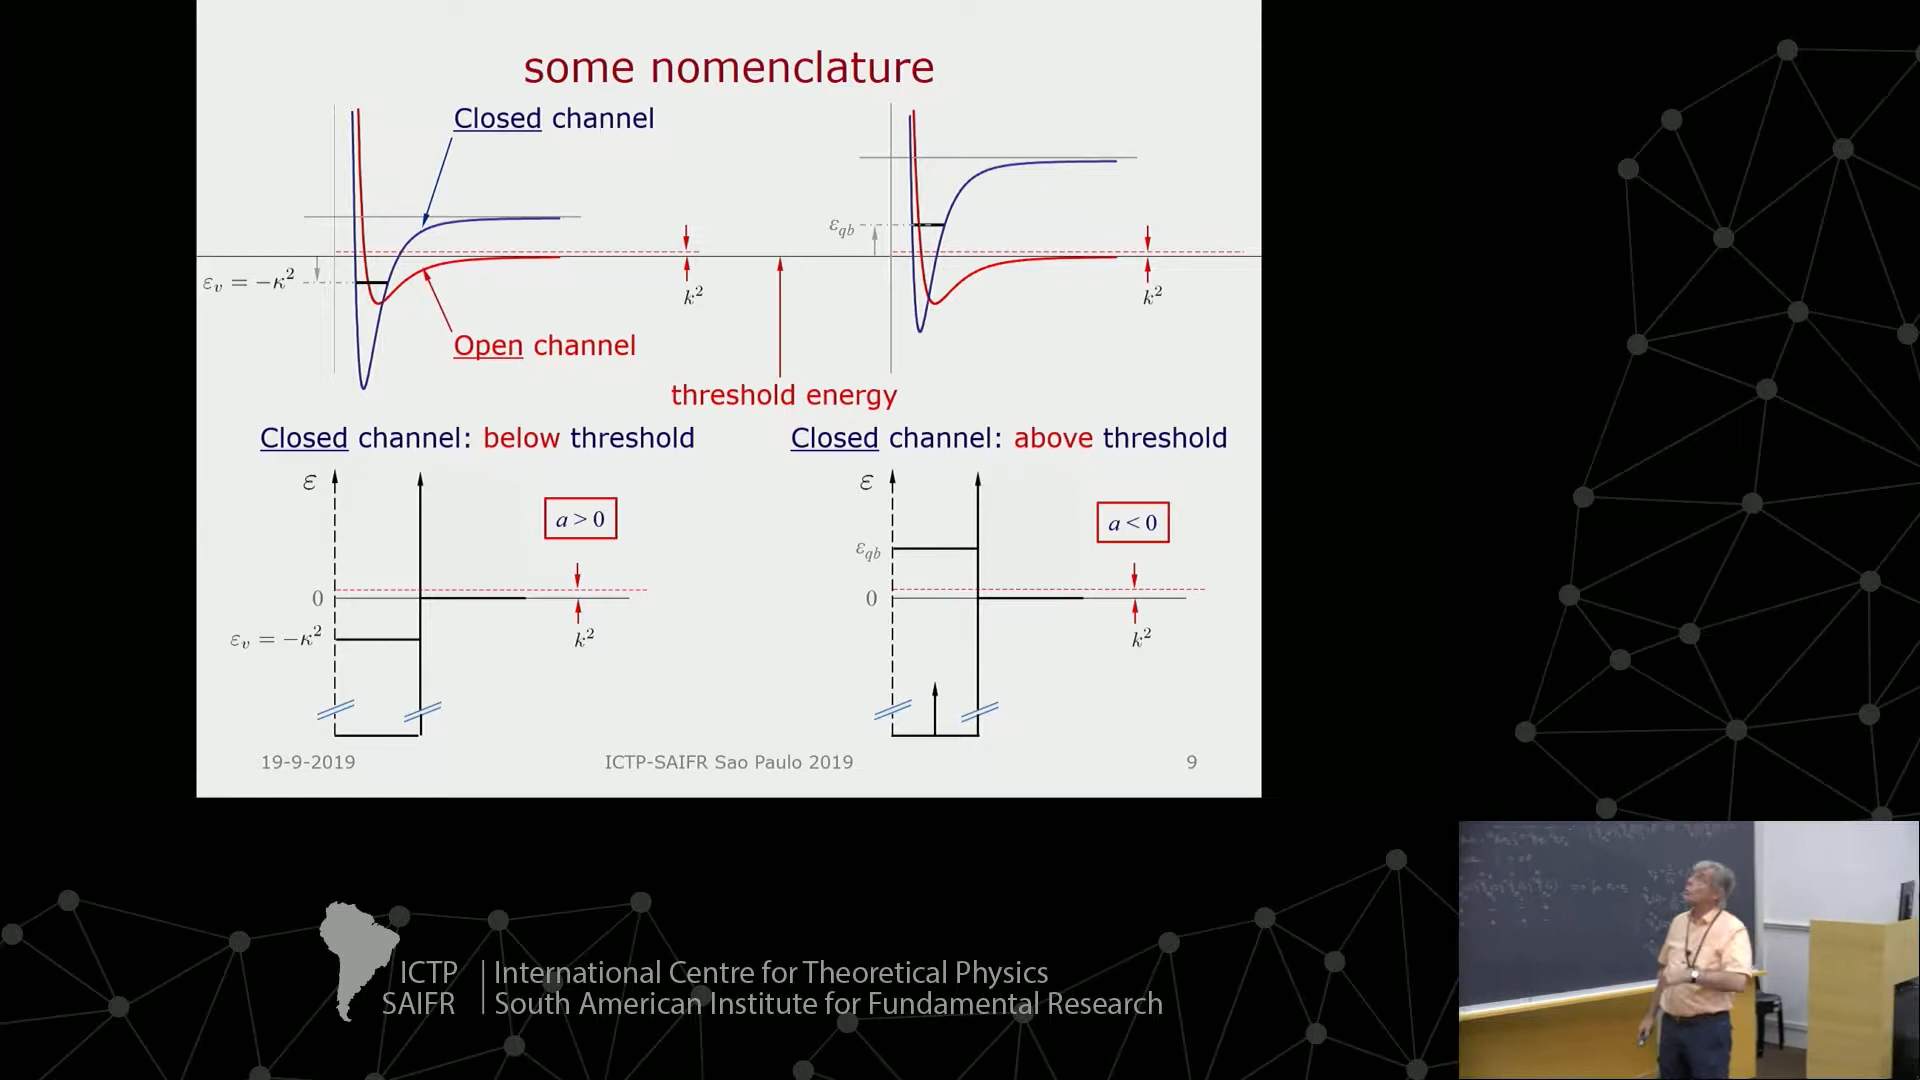 some nomenclature
Closed channel
ε_v = −κ²
k²
Open channel
ε_qb
k²
threshold energy
Closed channel: below threshold
Closed channel: above threshold
ε
a > 0
0
ε_v = −κ²
k²
ε
a < 0
ε_qb
0
k²
19-9-2019
ICTP-SAIFR Sao Paulo 2019
9
ICTP
SAIFR
International Centre for Theoretical Physics
South American Institute for Fundamental Research